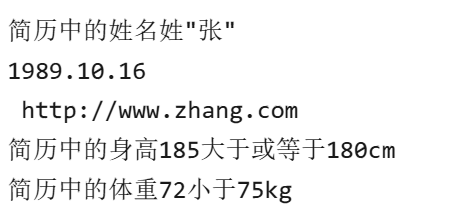 简历中的姓名姓"张"
1989.10.16
http://www.zhang.com
简历中的身高185大于或等于180cm
简历中的体重72小于75kg